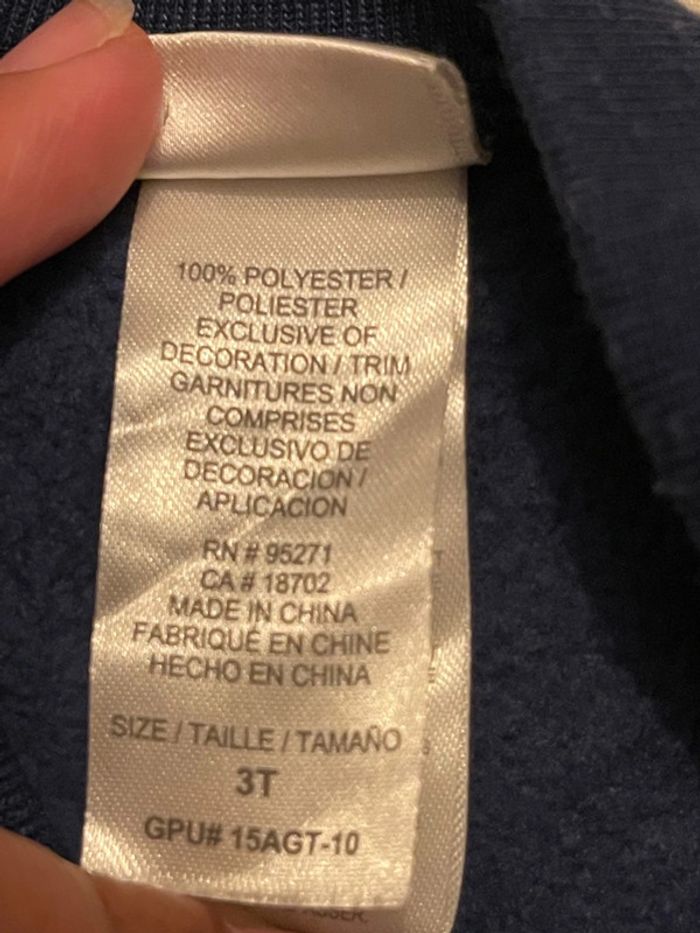 100% POLYESTER /
POLIESTER
EXCLUSIVE OF
DECORATION / TRIM
GARNITURES NON
COMPRISES
EXCLUSIVO DE
DECORACION /
APLICACION
RN # 95271
CA # 18702
MADE IN CHINA
FABRIQUÉ EN CHINE
HECHO EN CHINA
SIZE / TAILLE / TAMAÑO
3T
GPU# 15AGT-10